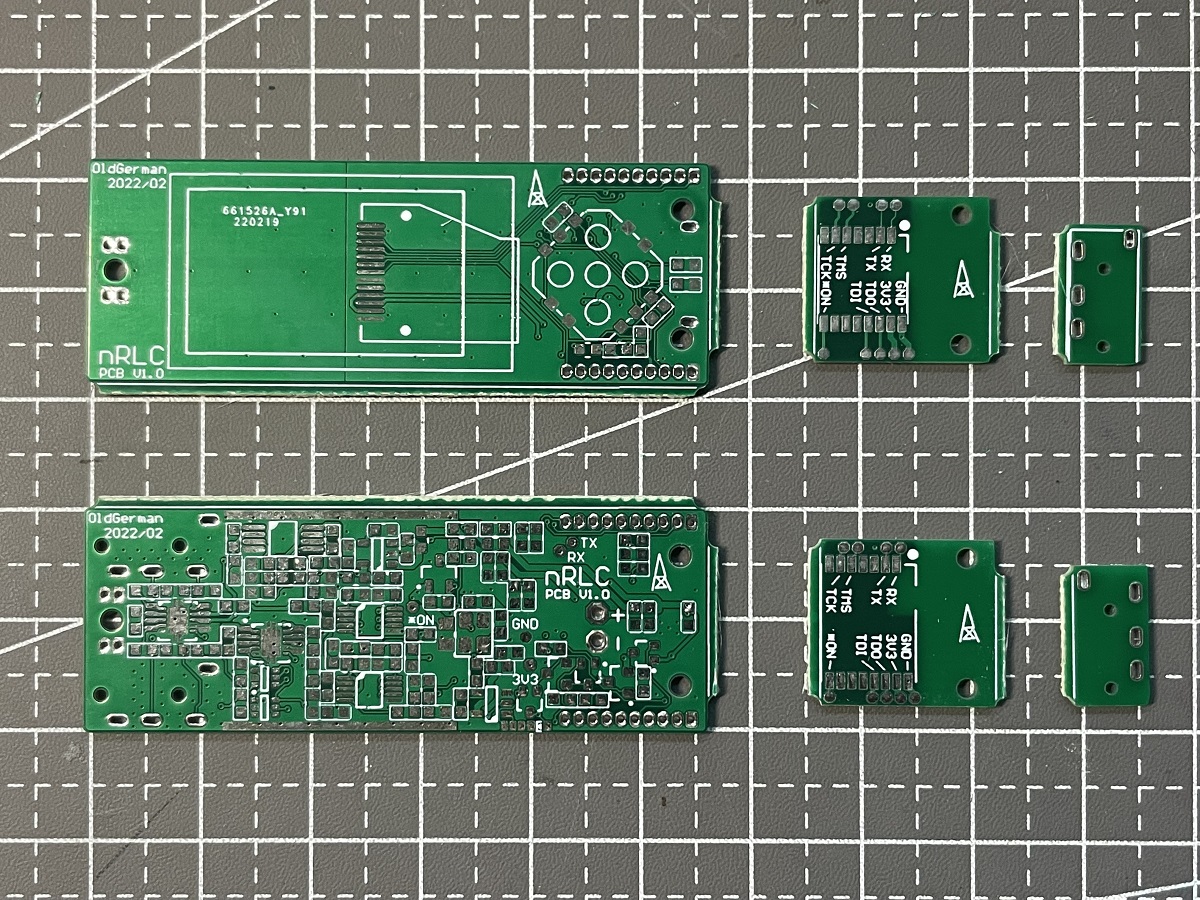 OldGerman
2022/02
661526A_Y91
220219
nRLC
PCB V1.0
RX
TX
TMS
TCK
GND
3V3
TDO
TDI
*ON
OldGerman
2022/02
TX
RX
nRLC
PCB V1.0
*ON
GND
+
-
3V3
RX
TX
TMS
TCK
GND
3V3
TDO
TDI
*ON